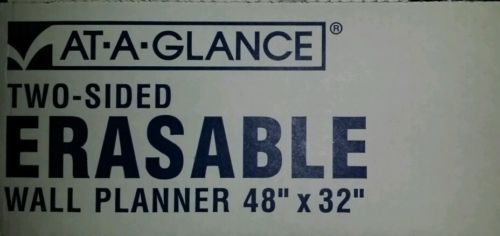 AT·A·GLANCE®
TWO-SIDED
ERASABLE
WALL PLANNER 48" x 32"